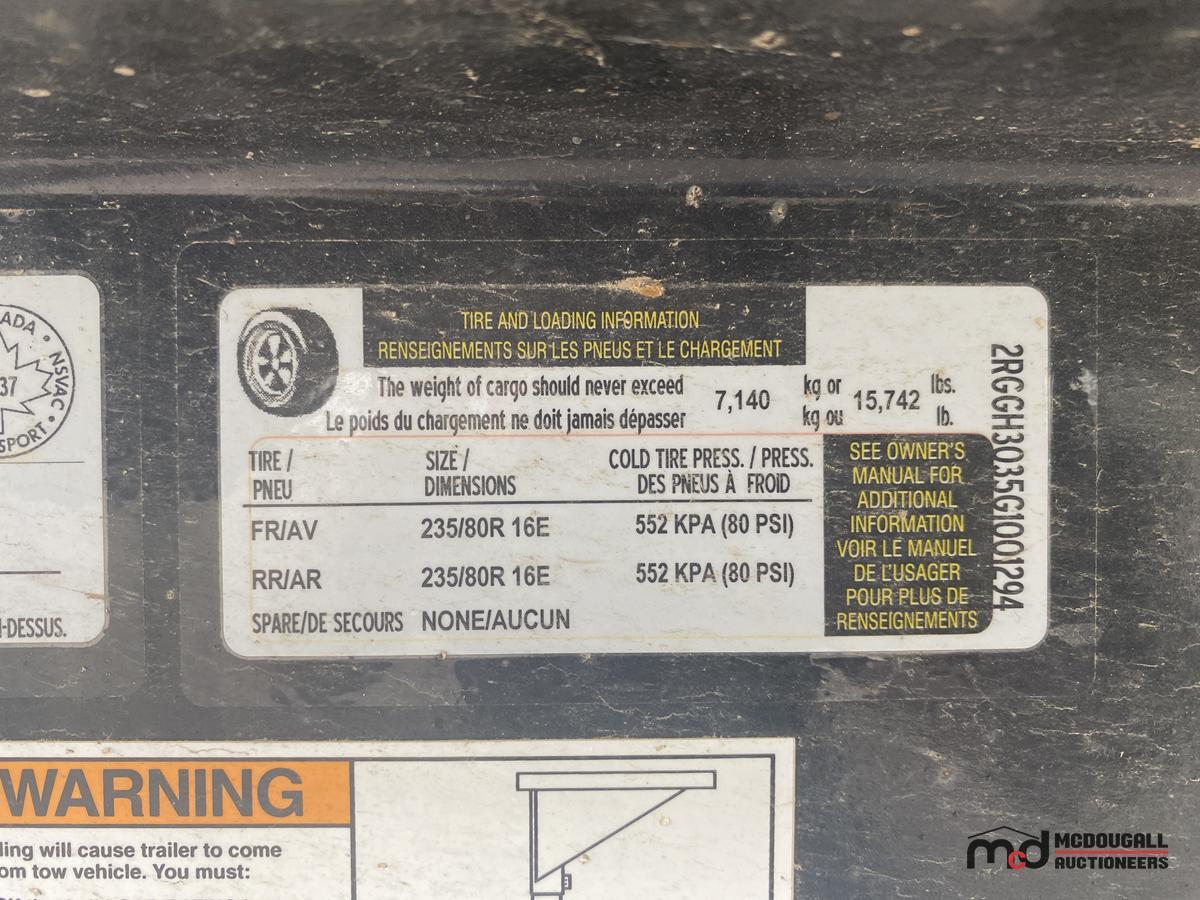 TIRE AND LOADING INFORMATION
RENSEIGNEMENTS SUR LES PNEUS ET LE CHARGEMENT
The weight of cargo should never exceed 7,140 kg or 15,742 lbs.
Le poids du chargement ne doit jamais dépasser kg ou lb.
TIRE / SIZE / COLD TIRE PRESS. / PRESS.
PNEU DIMENSIONS DES PNEUS À FROID
FR/AV 235/80R 16E 552 KPA (80 PSI)
RR/AR 235/80R 16E 552 KPA (80 PSI)
SPARE/DE SECOURS NONE/AUCUN
SEE OWNER'S
MANUAL FOR
ADDITIONAL
INFORMATION
VOIR LE MANUEL
DE L'USAGER
POUR PLUS DE
RENSEIGNEMENTS
2RGGH3035G1001294
ADA • NSVAC •
37
SPORT
I-DESSUS.
WARNING
ling will cause trailer to come
om tow vehicle. You must:
mcd MCDOUGALL
AUCTIONEERS